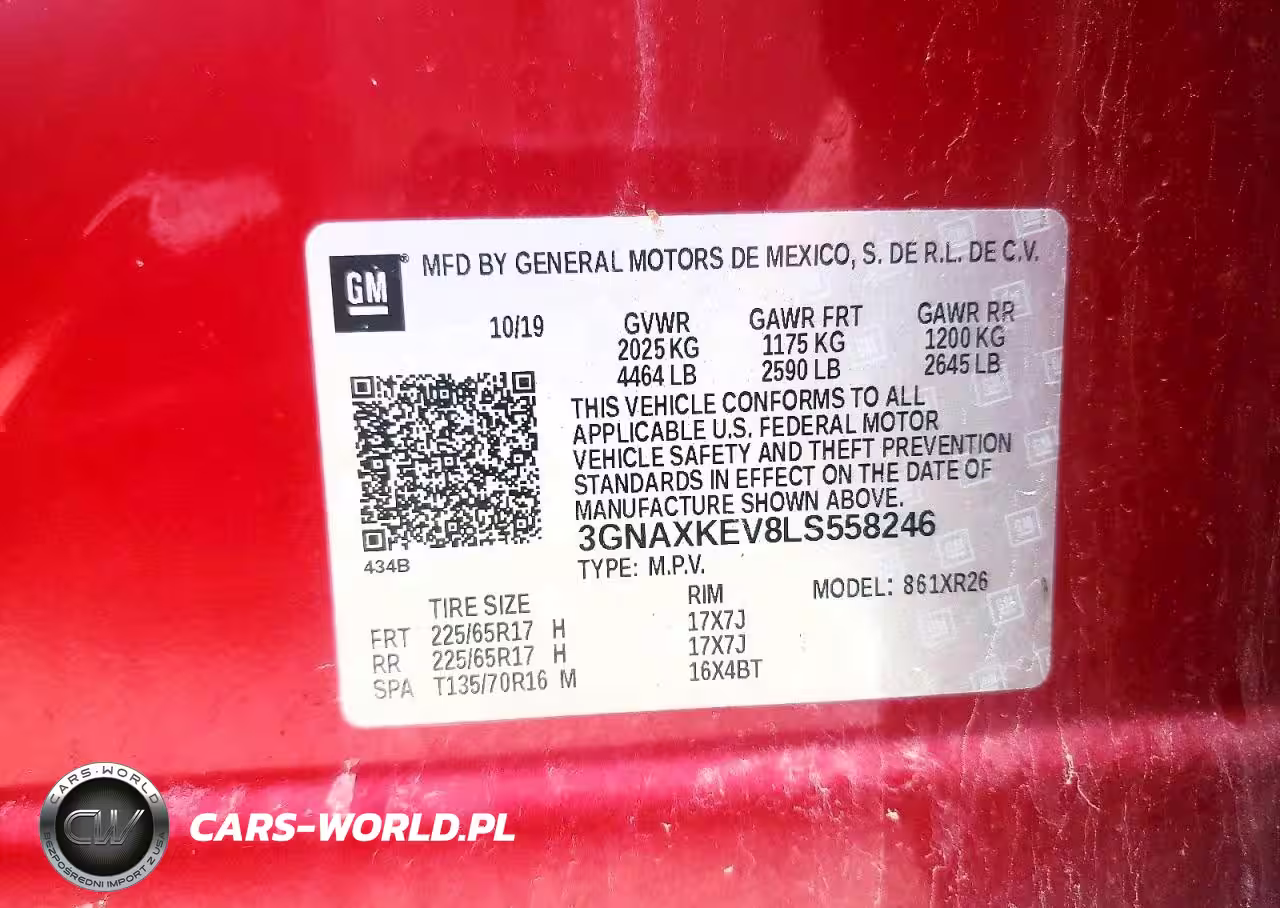 GM® MFD BY GENERAL MOTORS DE MEXICO, S. DE R.L. DE C.V.
10/19
GVWR GAWR FRT GAWR RR
2025 KG 1175 KG 1200 KG
4464 LB 2590 LB 2645 LB
THIS VEHICLE CONFORMS TO ALL
APPLICABLE U.S. FEDERAL MOTOR
VEHICLE SAFETY AND THEFT PREVENTION
STANDARDS IN EFFECT ON THE DATE OF
MANUFACTURE SHOWN ABOVE.
3GNAXKEV8LS558246
434B
TYPE: M.P.V. MODEL: 861XR26
TIRE SIZE RIM
FRT 225/65R17 H 17X7J
RR 225/65R17 H 17X7J
SPA T135/70R16 M 16X4BT
CARS-WORLD
CW
BEZPOŚREDNI IMPORT Z USA
CARS-WORLD.PL